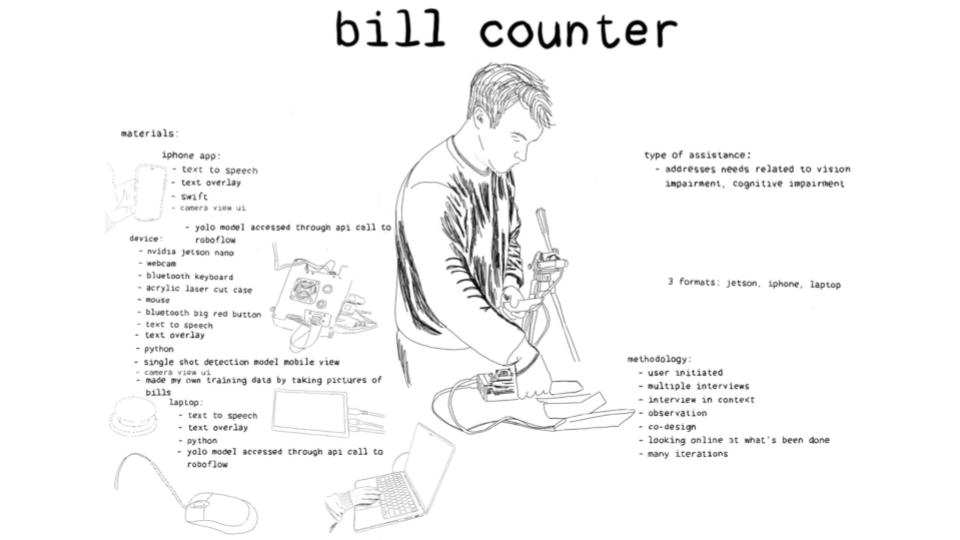 bill counter
materials:
iphone app:
- text to speech
- text overlay
- swift
- camera view ui
- yolo model accessed through api call to
roboflow
device:
- nvidia jetson nano
- webcam
- bluetooth keyboard
- acrylic laser cut case
- mouse
- bluetooth big red button
- text to speech
- text overlay
- python
- single shot detection model mobile view
- camera view ui
- made my own training data by taking pictures of
bills
laptop:
- text to speech
- text overlay
- python
- yolo model accessed through api call to
roboflow
type of assistance:
- addresses needs related to vision
impairment, cognitive impairment
3 formats: jetson, iphone, laptop
methodology:
- user initiated
- multiple interviews
- interview in context
- observation
- co-design
- looking online at what's been done
- many iterations